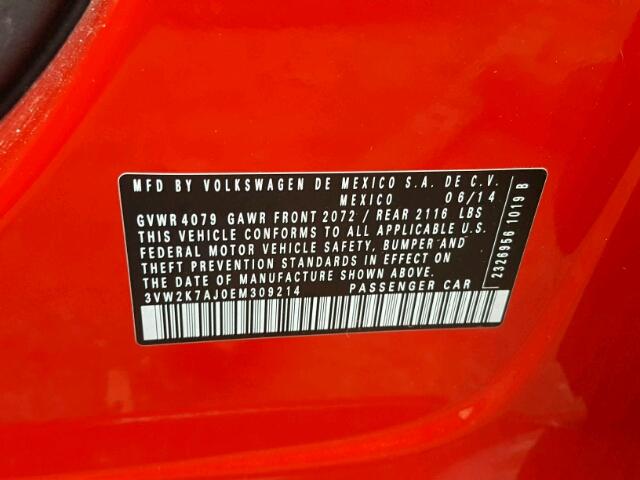 MFD BY VOLKSWAGEN DE MEXICO S.A. DE C.V.
MEXICO 06/14
GVWR 4079 GAWR FRONT 2072 / REAR 2116 LBS
THIS VEHICLE CONFORMS TO ALL APPLICABLE U.S.
FEDERAL MOTOR VEHICLE SAFETY, BUMPER AND
THEFT PREVENTION STANDARDS IN EFFECT ON
THE DATE OF MANUFACTURE SHOWN ABOVE.
3VW2K7AJ0EM309214 PASSENGER CAR
2326956 1019 B